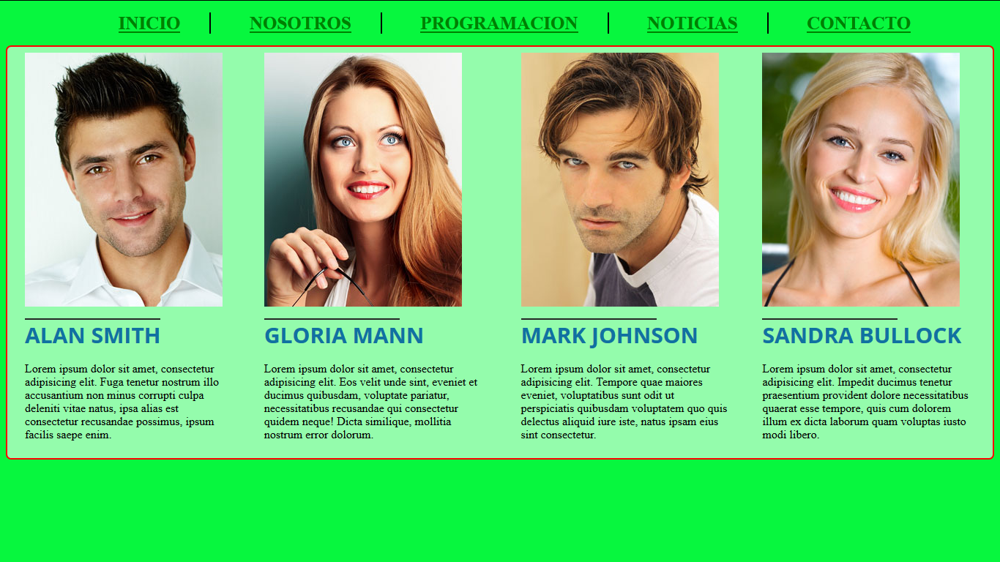 INICIO NOSOTROS PROGRAMACION NOTICIAS CONTACTO
ALAN SMITH
Lorem ipsum dolor sit amet, consectetur
adipisicing elit. Fuga tenetur nostrum illo
accusantium non minus corrupti culpa
deleniti vitae natus, ipsa alias est
consectetur recusandae possimus, ipsum
facilis saepe enim.
GLORIA MANN
Lorem ipsum dolor sit amet, consectetur
adipisicing elit. Eos velit unde sint, eveniet et
ducimus quibusdam, voluptate pariatur,
necessitatibus recusandae qui consectetur
quidem neque! Dicta similique, mollitia
nostrum error dolorum.
MARK JOHNSON
Lorem ipsum dolor sit amet, consectetur
adipisicing elit. Tempore quae maiores
eveniet, voluptatibus sunt odit ut
perspiciatis quibusdam voluptatem quo quis
delectus aliquid iure iste, natus ipsam eius
sint consectetur.
SANDRA BULLOCK
Lorem ipsum dolor sit amet, consectetur
adipisicing elit. Impedit ducimus tenetur
praesentium provident dolore necessitatibus
quaerat esse tempore, quis cum dolorem
illum ex dicta laborum quam voluptas iusto
modi libero.